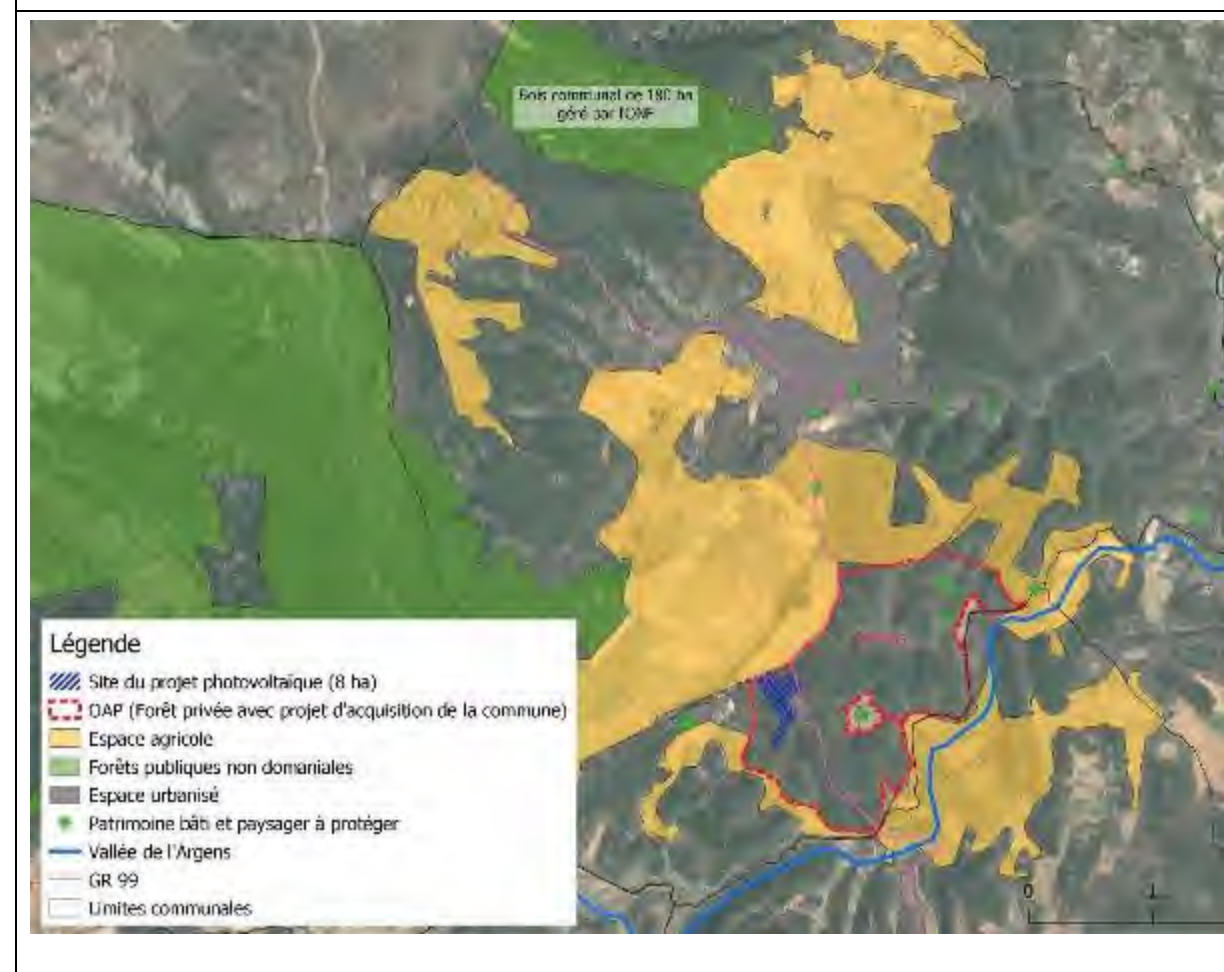 Bois communal de 180 ha
géré par l'ONF
Légende
Site du projet photovoltaïque (8 ha)
OAP (Forêt privée avec projet d'acquisition de la commune)
Espace agricole
Forêts publiques non domaniales
Espace urbanisé
Patrimoine bâti et paysager à protéger
Vallée de l'Argens
GR 99
Limites communales
0 1